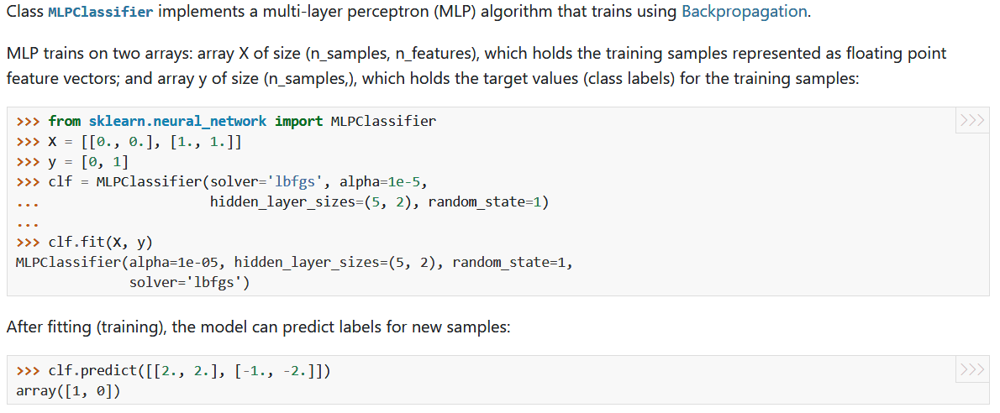 Class MLPClassifier implements a multi-layer perceptron (MLP) algorithm that trains using Backpropagation.
MLP trains on two arrays: array X of size (n_samples, n_features), which holds the training samples represented as floating point
feature vectors; and array y of size (n_samples,), which holds the target values (class labels) for the training samples:
>>> from sklearn.neural_network import MLPClassifier
>>>
>>> X = [[0., 0.], [1., 1.]]
>>> y = [0, 1]
>>> clf = MLPClassifier(solver='lbfgs', alpha=1e-5,
...                     hidden_layer_sizes=(5, 2), random_state=1)
...
>>> clf.fit(X, y)
MLPClassifier(alpha=1e-05, hidden_layer_sizes=(5, 2), random_state=1,
              solver='lbfgs')
After fitting (training), the model can predict labels for new samples:
>>> clf.predict([[2., 2.], [-1., -2.]])
>>>
array([1, 0])